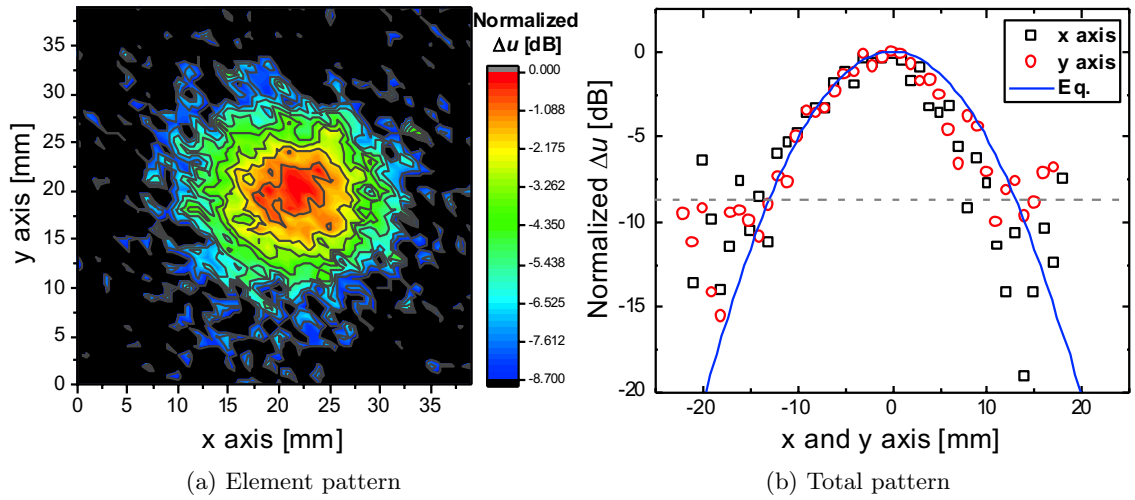 Normalized
Δu [dB]
0.000
-1.088
-2.175
-3.262
-4.350
-5.438
-6.525
-7.612
-8.700
y axis [mm]
39
35
30
25
20
15
10
5
0
0 5 10 15 20 25 30 35
x axis [mm]
(a) Element pattern
Normalized Δu [dB]
0
-5
-10
-15
-20
x axis
y axis
Eq.
-20 -10 0 10 20
x and y axis [mm]
(b) Total pattern